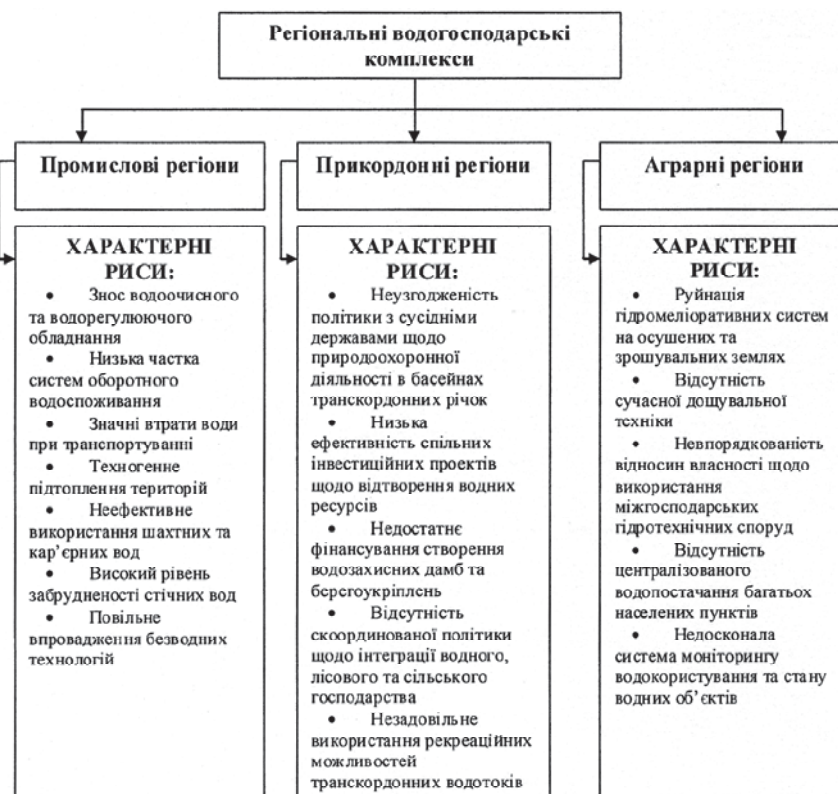 Регіональні водогосподарські
комплекси
Промислові регіони
ХАРАКТЕРНІ
РИСИ:
• Знос водоочисного
та водорегулюючого
обладнання
• Низька частка
систем оборотного
водоспоживання
• Значні втрати води
при транспортуванні
• Техногенне
підтоплення територій
• Неефективне
використання шахтних та
кар’єрних вод
• Високий рівень
забрудненості стічних вод
• Повільне
впровадження безводних
технологій
Прикордонні регіони
ХАРАКТЕРНІ
РИСИ:
• Неузгодженість
політики з сусідніми
державами щодо
природоохоронної
діяльності в басейнах
транскордонних річок
• Низька
ефективність спільних
інвестиційних проектів
щодо відтворення водних
ресурсів
• Недостатнє
фінансування створення
водозахисних дамб та
берегоукріплень
• Відсутність
скоординованої політики
щодо інтеграції водного,
лісового та сільського
господарства
• Незадовільне
використання рекреаційних
можливостей
транскордонних водотоків
Аграрні регіони
ХАРАКТЕРНІ
РИСИ:
• Руйнація
гідромеліоративних систем
на осушених та
зрошувальних землях
• Відсутність
сучасної дощувальної
техніки
• Невпорядкованість
відносин власності щодо
використання
міжгосподарських
гідротехнічних споруд
• Відсутність
централізованого
водопостачання багатьох
населених пунктів
• Недосконала
система моніторингу
водокористування та стану
водних об’єктів